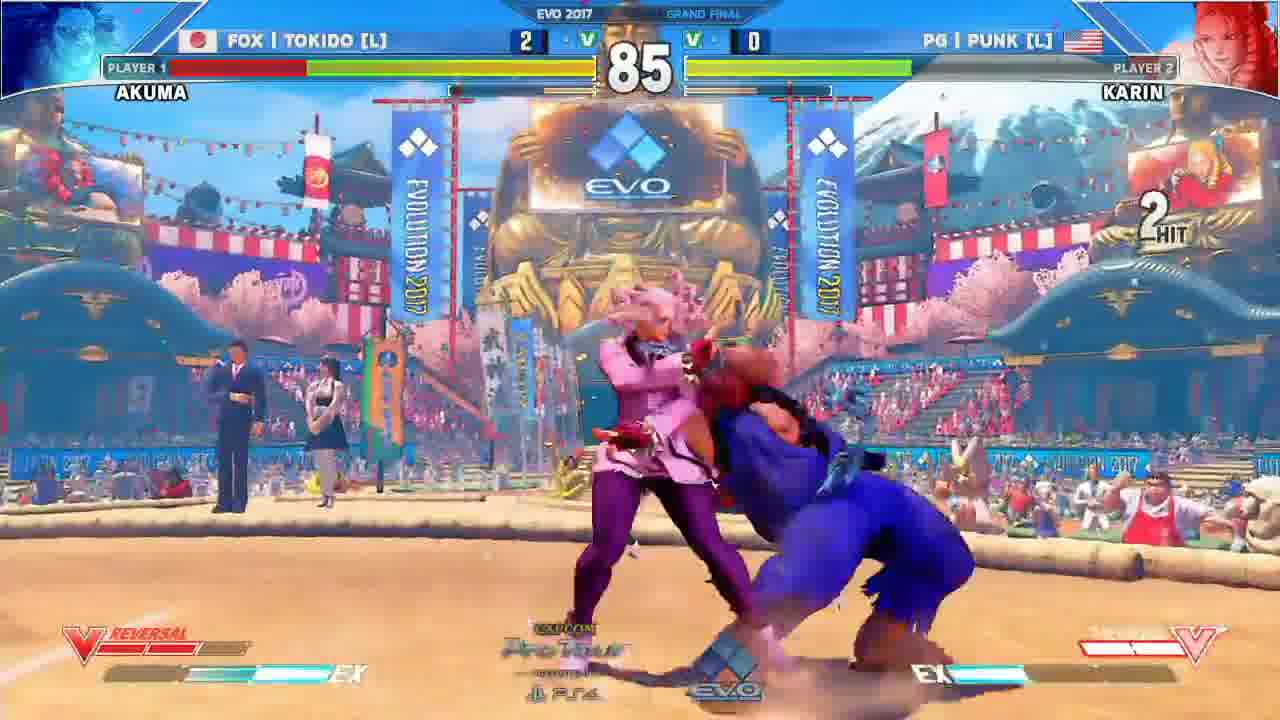 EVO 2017 GRAND FINAL
FOX | TOKIDO [L] 2 V 85 V 0 PG | PUNK [L]
PLAYER 1 PLAYER 2
AKUMA KARIN
EVO
EVOLUTION 2017
EVOLUTION 2017
2 HIT
REVERSAL
EX EX
CAPCOM
Pro Tour
PS4
EVO